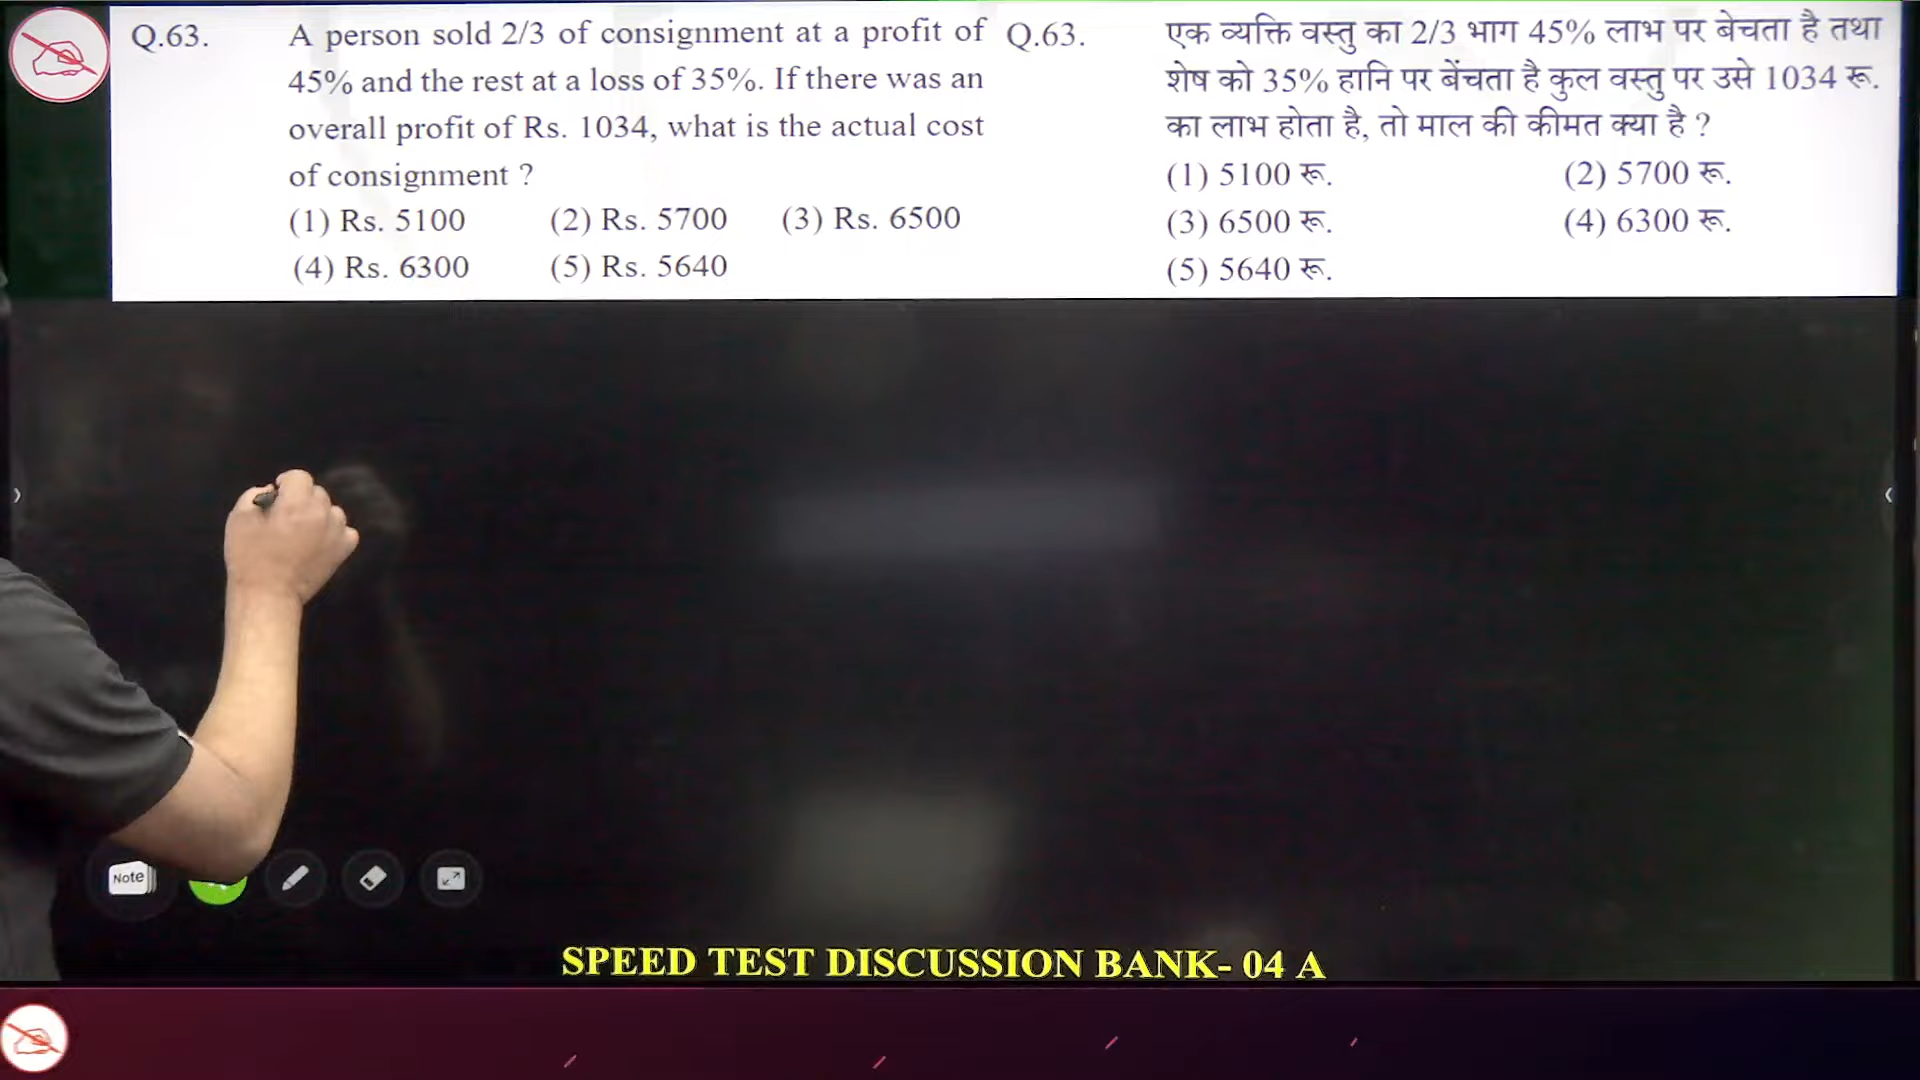 Q.63. A person sold 2/3 of consignment at a profit of
45% and the rest at a loss of 35%. If there was an
overall profit of Rs. 1034, what is the actual cost
of consignment ?
(1) Rs. 5100 (2) Rs. 5700 (3) Rs. 6500
(4) Rs. 6300 (5) Rs. 5640
Q.63. एक व्यक्ति वस्तु का 2/3 भाग 45% लाभ पर बेचता है तथा
शेष को 35% हानि पर बेंचता है कुल वस्तु पर उसे 1034 रू.
का लाभ होता है, तो माल की कीमत क्या है ?
(1) 5100 रू. (2) 5700 रू.
(3) 6500 रू. (4) 6300 रू.
(5) 5640 रू.
Note
SPEED TEST DISCUSSION BANK- 04 A